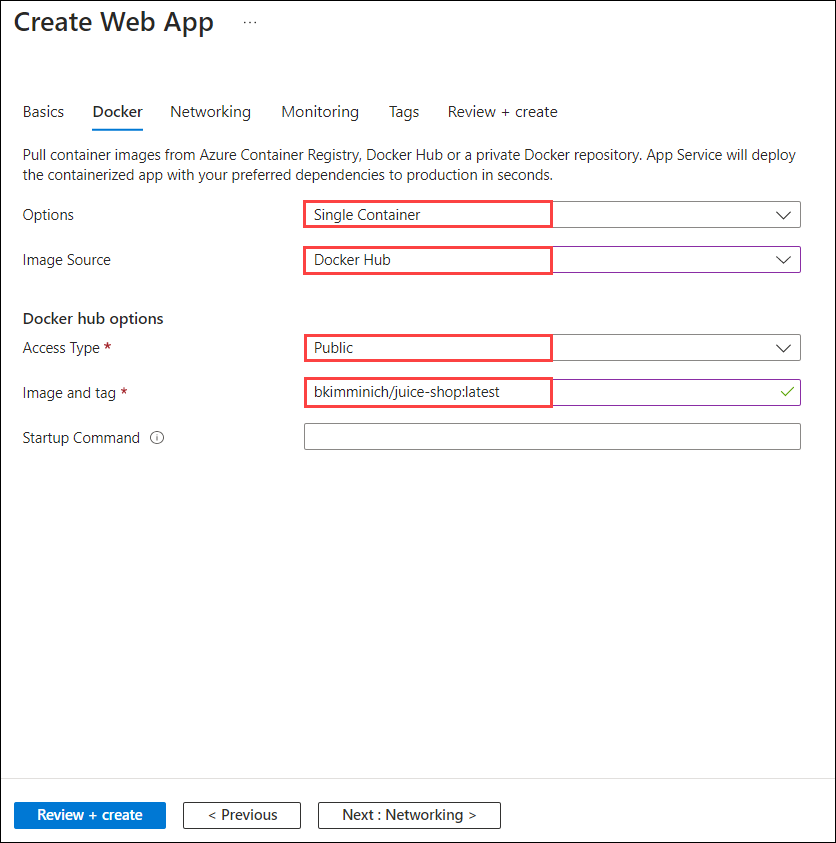 Create Web App ...
Basics Docker Networking Monitoring Tags Review + create
Pull container images from Azure Container Registry, Docker Hub or a private Docker repository. App Service will deploy
the containerized app with your preferred dependencies to production in seconds.
Options Single Container
Image Source Docker Hub
Docker hub options
Access Type * Public
Image and tag * bkimminich/juice-shop:latest
Startup Command
Review + create < Previous Next : Networking >